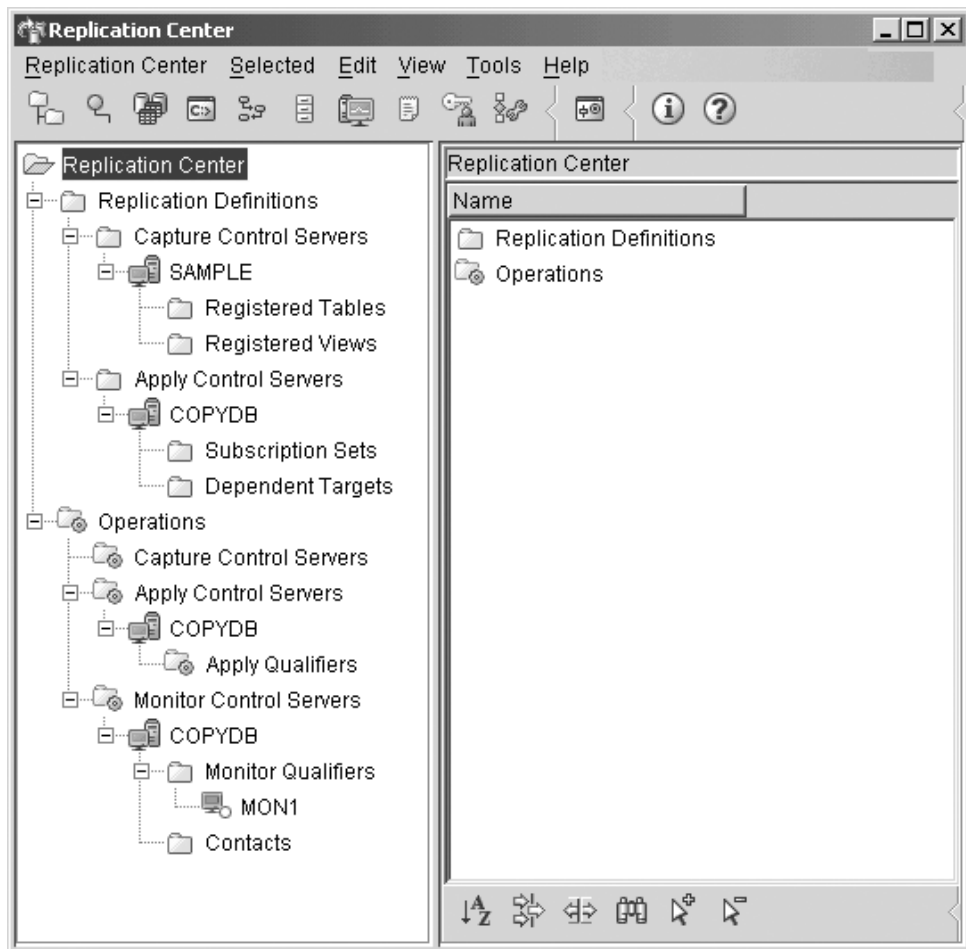 Replication Center
Replication Center Selected Edit View Tools Help
C:>
Replication Center
Replication Definitions
Capture Control Servers
SAMPLE
Registered Tables
Registered Views
Apply Control Servers
COPYDB
Subscription Sets
Dependent Targets
Operations
Capture Control Servers
Apply Control Servers
COPYDB
Apply Qualifiers
Monitor Control Servers
COPYDB
Monitor Qualifiers
MON1
Contacts
Replication Center
Name
Replication Definitions
Operations
A
Z